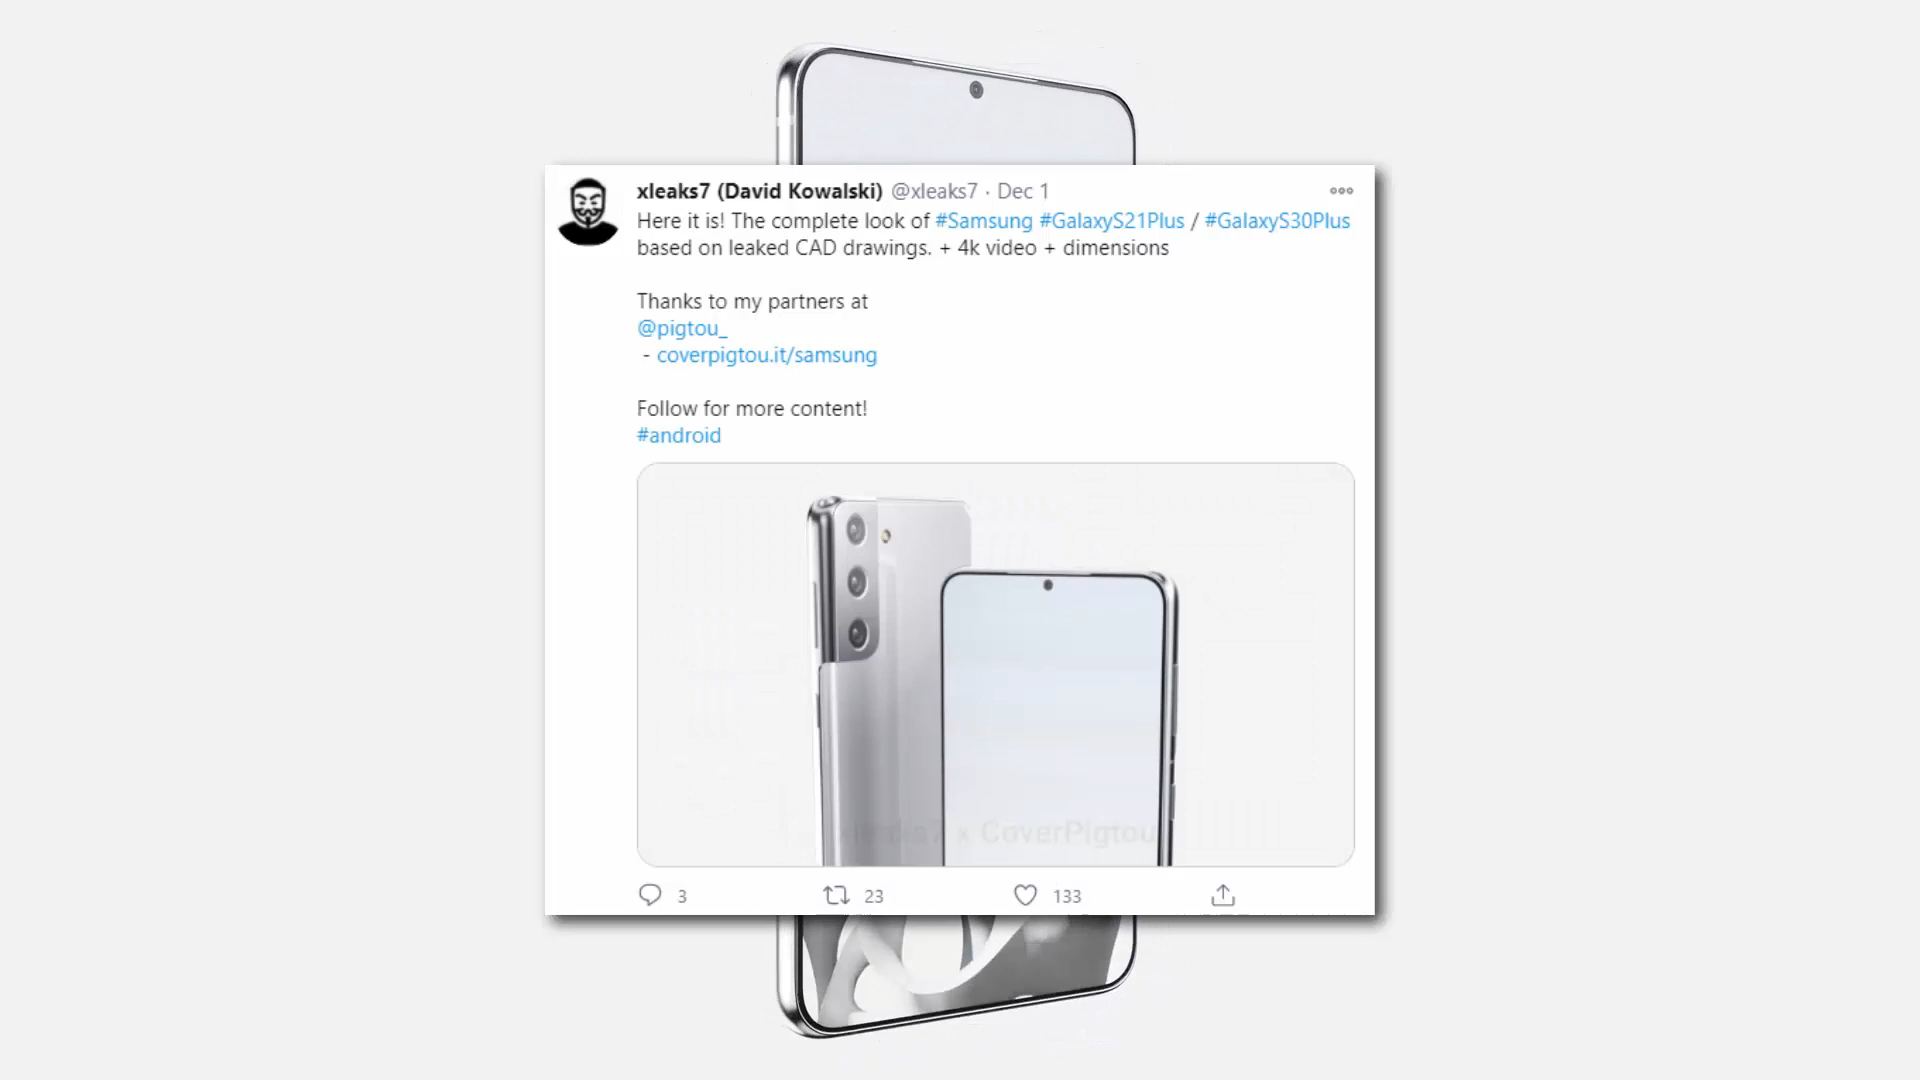 xleaks7 (David Kowalski) @xleaks7 · Dec 1
Here it is! The complete look of #Samsung #GalaxyS21Plus / #GalaxyS30Plus
based on leaked CAD drawings. + 4k video + dimensions
Thanks to my partners at
@pigtou_
- coverpigtou.it/samsung
Follow for more content!
#android
xleaks7 x CoverPigtou
3 23 133